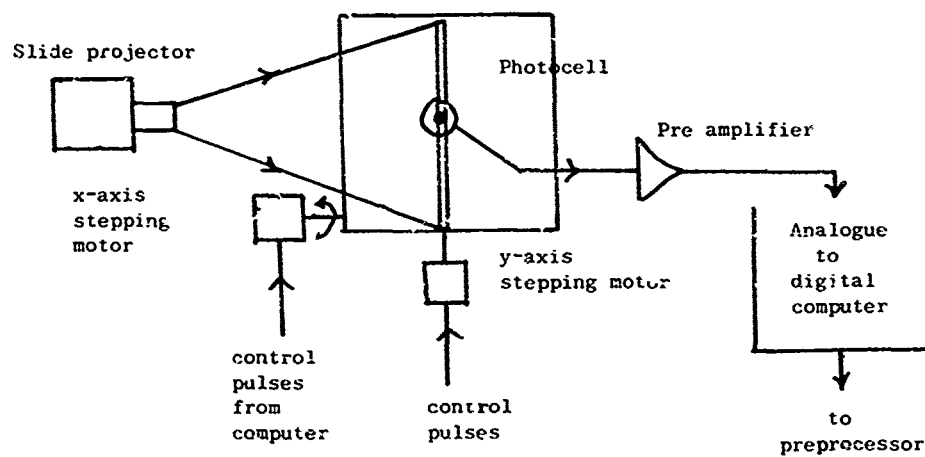 Slide projector
Photocell
Pre amplifier
x-axis
stepping
motor
y-axis
stepping motor
Analogue
to
digital
computer
control
pulses
from
computer
control
pulses
to
preprocessor